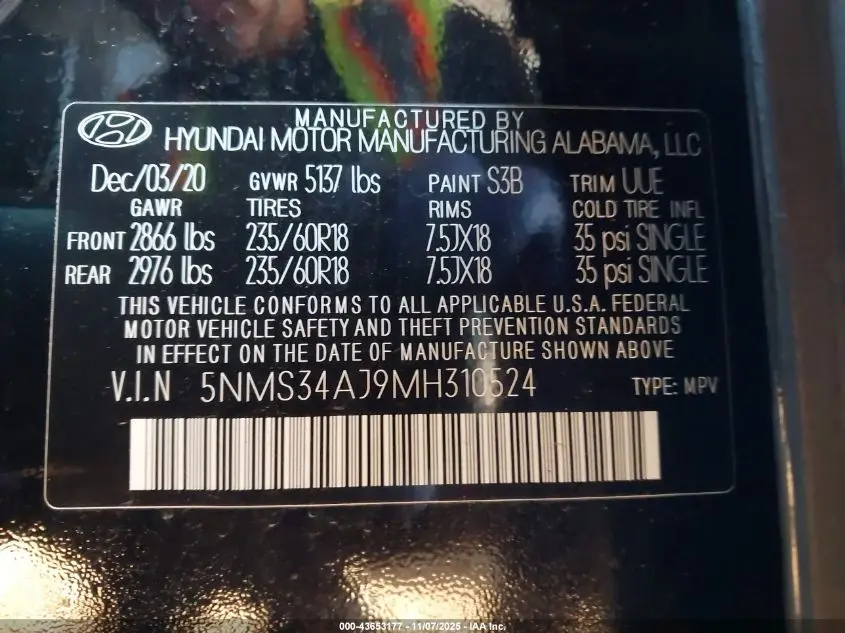 MANUFACTURED BY
HYUNDAI MOTOR MANUFACTURING ALABAMA, LLC
Dec/03/20 GVWR 5137 lbs PAINT S3B TRIM UUE
GAWR TIRES RIMS COLD TIRE INFL
FRONT 2866 lbs 235/60R18 7.5JX18 35 psi SINGLE
REAR 2976 lbs 235/60R18 7.5JX18 35 psi SINGLE
THIS VEHICLE CONFORMS TO ALL APPLICABLE U.S.A. FEDERAL
MOTOR VEHICLE SAFETY AND THEFT PREVENTION STANDARDS
IN EFFECT ON THE DATE OF MANUFACTURE SHOWN ABOVE
V.I.N 5NMS34AJ9MH310524 TYPE: MPV
000-43653177 - 11/07/2025 - IAA Inc.